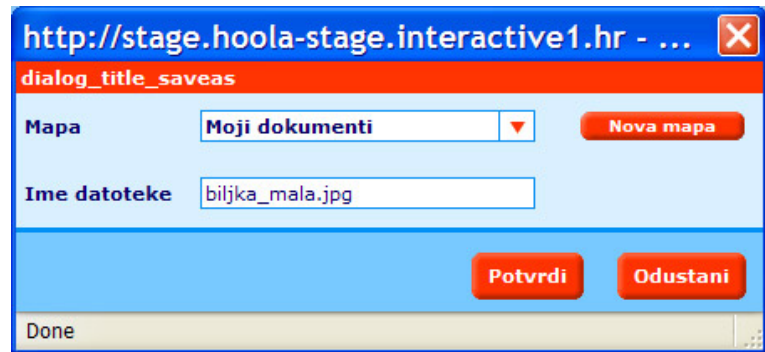 http://stage.hoola-stage.interactive1.hr - ...
dialog_title_saveas
Mapa Moji dokumenti Nova mapa
Ime datoteke biljka_mala.jpg
Potvrdi Odustani
Done